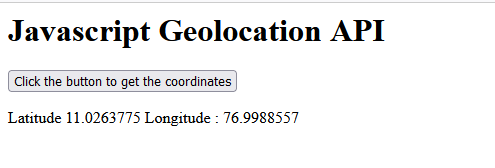 Javascript Geolocation API
Click the button to get the coordinates
Latitude 11.0263775 Longitude : 76.9988557